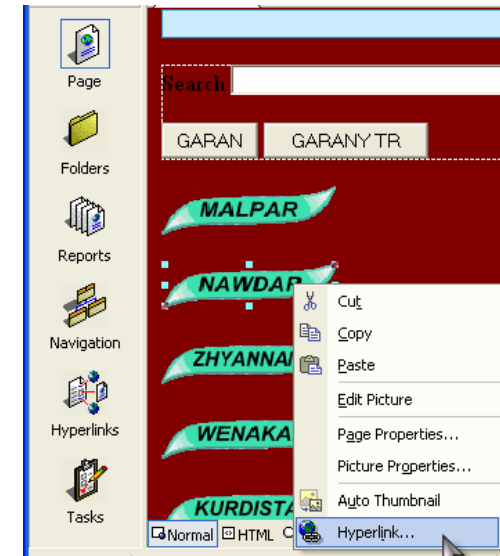 Page
Folders
Reports
Navigation
Hyperlinks
Tasks
Search
GARAN GARANY TR
MALPAR
NAWDAR
ZHYANNA
WENAKA
KURDISTA
Cut
Copy
Paste
Edit Picture
Page Properties...
Picture Properties...
Auto Thumbnail
Hyperlink...
Normal HTML